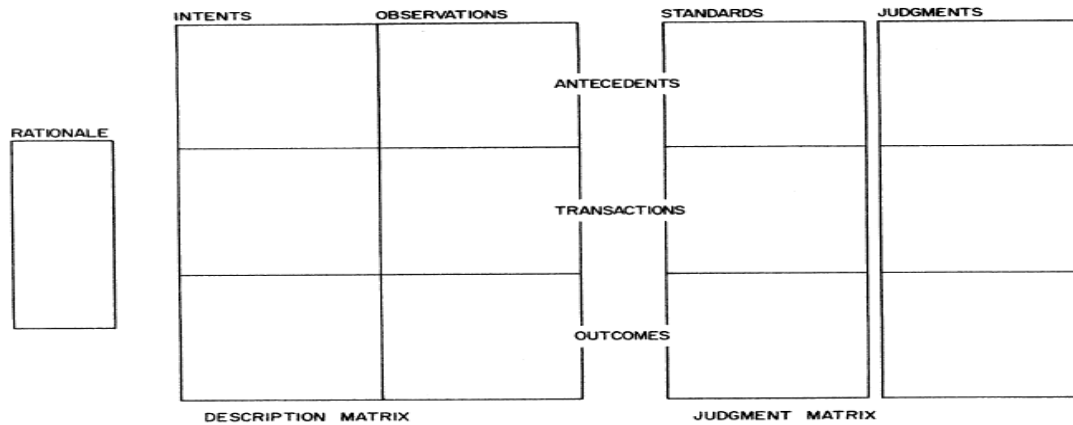 INTENTS OBSERVATIONS STANDARDS JUDGMENTS
ANTECEDENTS
RATIONALE
TRANSACTIONS
OUTCOMES
DESCRIPTION MATRIX JUDGMENT MATRIX